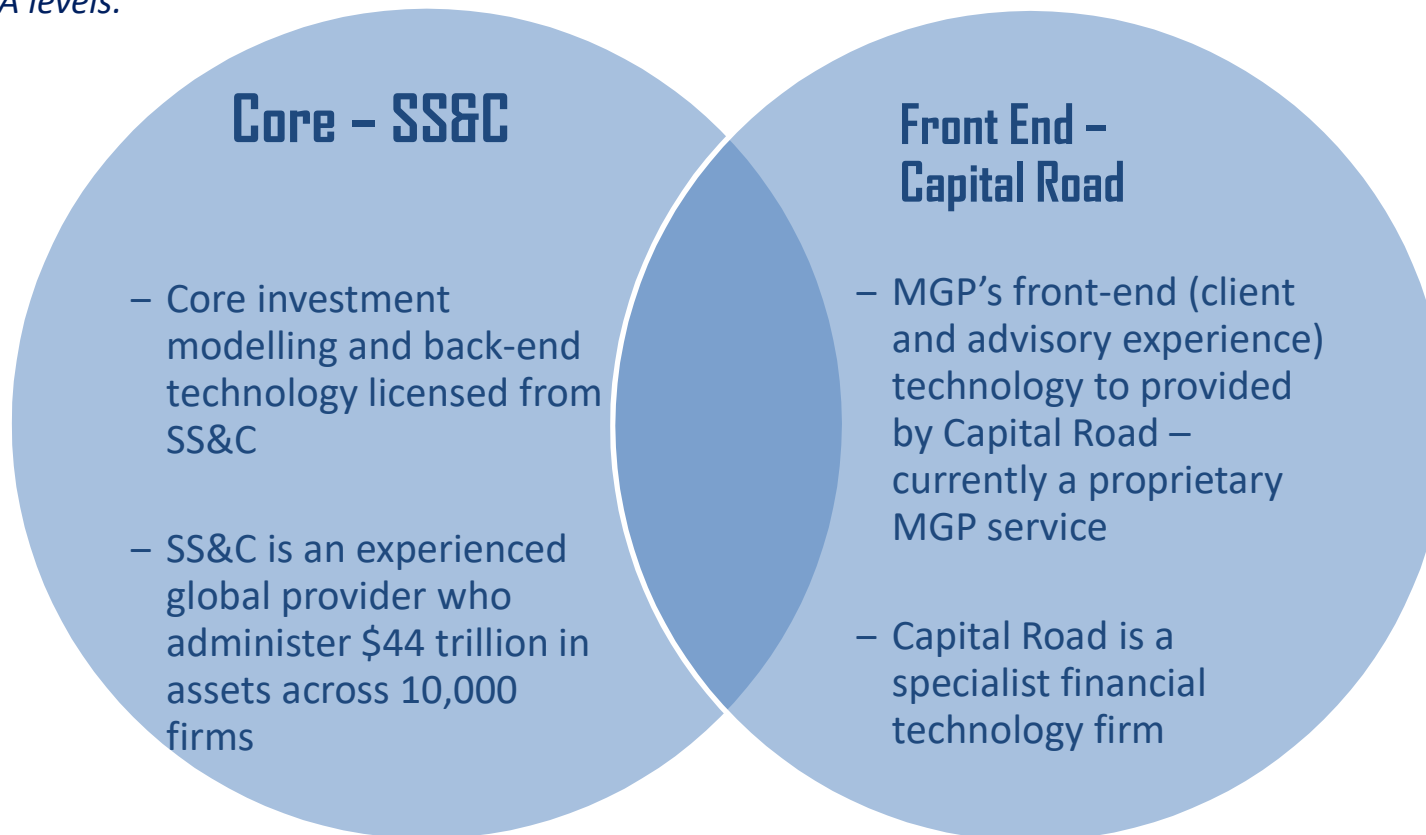 A levels.
Core – SS&C
– Core investment
modelling and back-end
technology licensed from
SS&C
– SS&C is an experienced
global provider who
administer $44 trillion in
assets across 10,000
firms
Front End –
Capital Road
– MGP’s front-end (client
and advisory experience)
technology to provided
by Capital Road –
currently a proprietary
MGP service
– Capital Road is a
specialist financial
technology firm